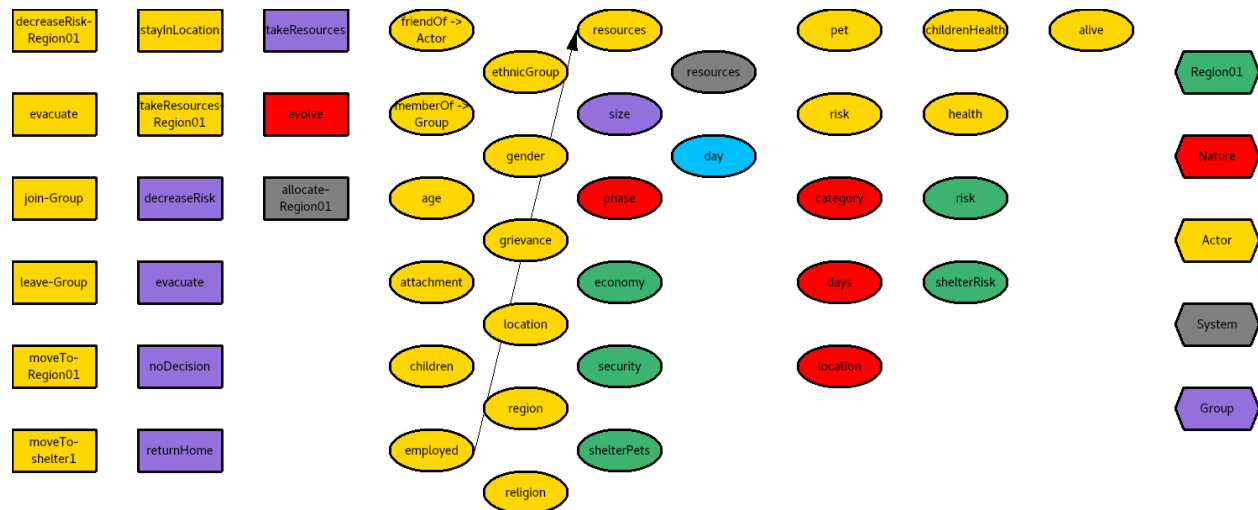 decreaseRisk-
Region01
stayInLocation
takeResources
friendOf ->
Actor
resources
pet
childrenHealth
alive
ethnicGroup
resources
Region01
evacuate
takeResources-
Region01
evolve
memberOf ->
Group
size
risk
health
gender
day
Nature
join-Group
decreaseRisk
allocate-
Region01
age
phase
category
risk
grievance
Actor
leave-Group
evacuate
attachment
economy
days
shelterRisk
location
System
moveTo-
Region01
noDecision
children
security
location
region
Group
moveTo-
shelter1
returnHome
employed
shelterPets
religion